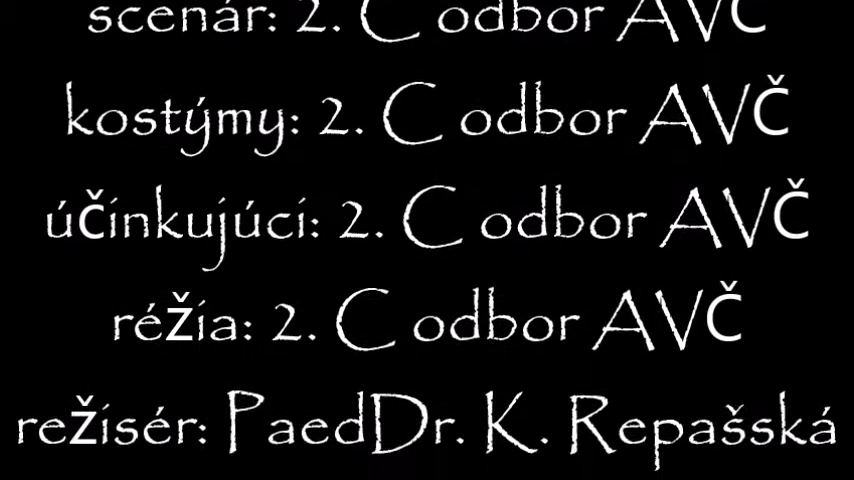 scenár: 2. C odbor AVČ
kostýmy: 2. C odbor AVČ
účinkujúci: 2. C odbor AVČ
réžia: 2. C odbor AVČ
režisér: PaedDr. K. Repašská